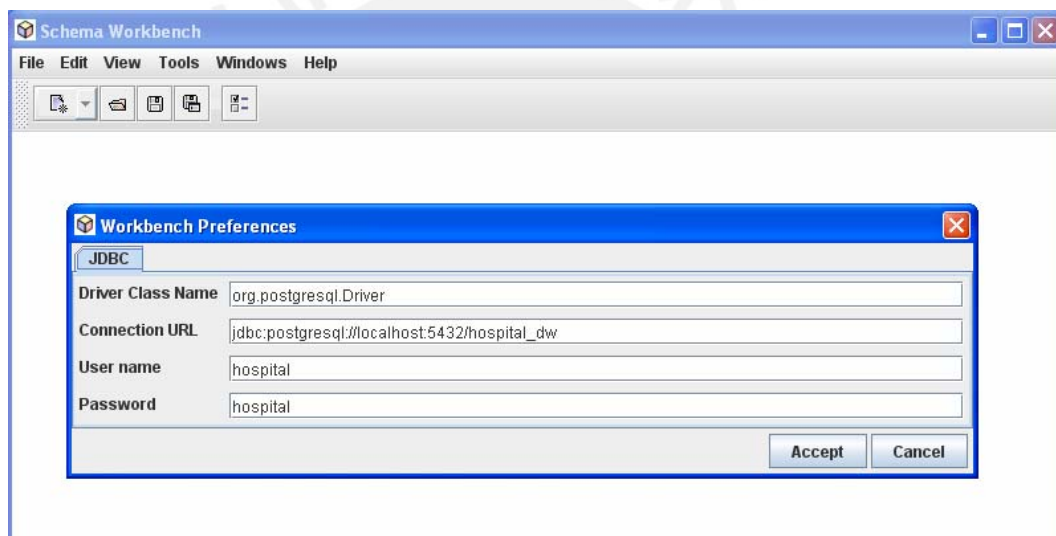 Schema Workbench
File Edit View Tools Windows Help
Workbench Preferences
JDBC
Driver Class Name org.postgresql.Driver
Connection URL jdbc:postgresql://localhost:5432/hospital_dw
User name hospital
Password hospital
Accept Cancel